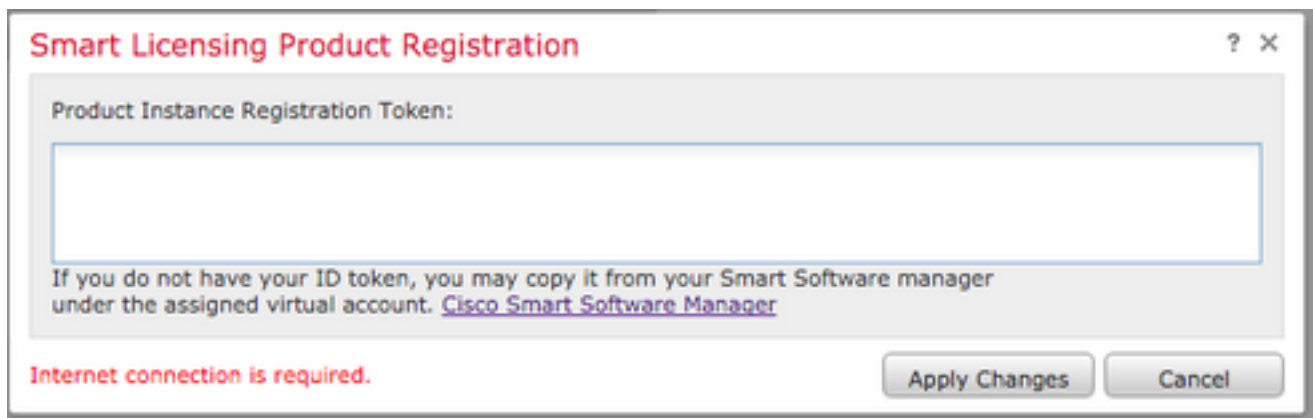 Smart Licensing Product Registration
? ×
Product Instance Registration Token:
If you do not have your ID token, you may copy it from your Smart Software manager
under the assigned virtual account. Cisco Smart Software Manager
Internet connection is required.
Apply Changes
Cancel